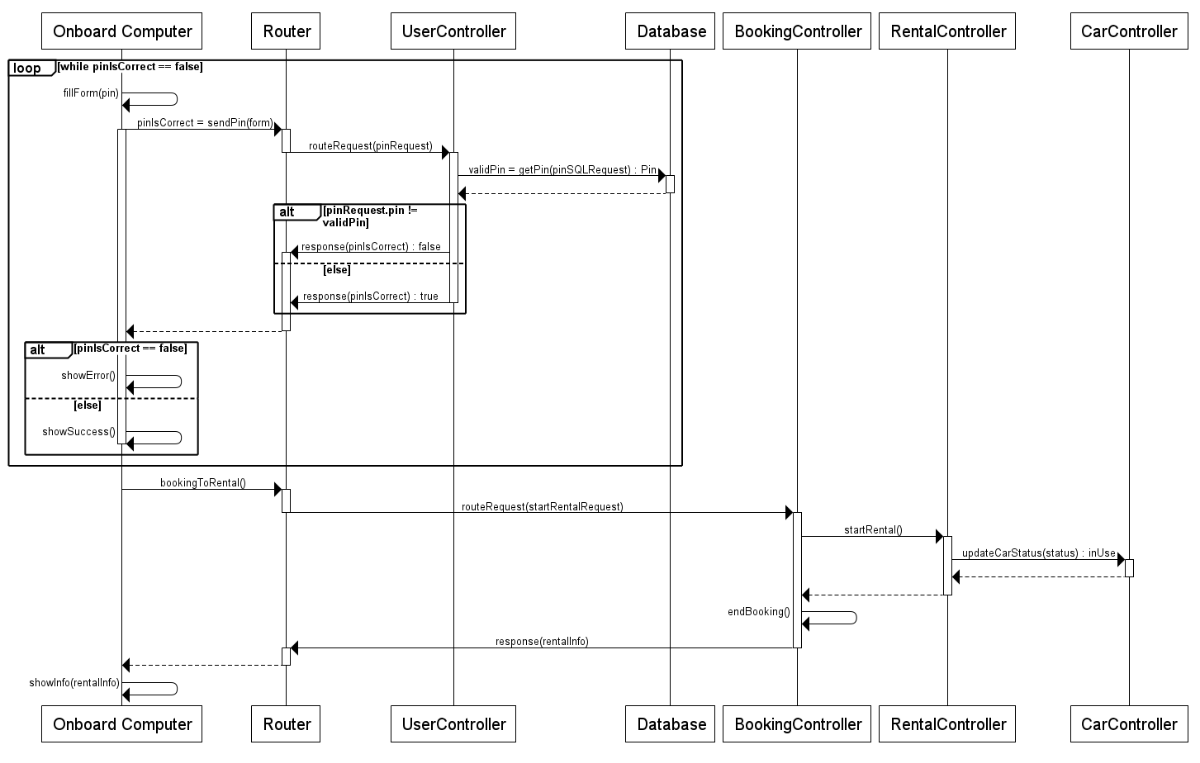 Onboard Computer
Router
UserController
Database
BookingController
RentalController
CarController
loop
[while pinIsCorrect == false]
fillForm(pin)
pinIsCorrect = sendPin(form)
routeRequest(pinRequest)
validPin = getPin(pinSQLRequest) : Pin
alt
[pinRequest.pin !=
validPin]
response(pinIsCorrect) : false
[else]
response(pinIsCorrect) : true
alt
[pinIsCorrect == false]
showError()
[else]
showSuccess()
bookingToRental()
routeRequest(startRentalRequest)
startRental()
updateCarStatus(status) : inUse
endBooking()
response(rentalInfo)
showInfo(rentalInfo)
Onboard Computer
Router
UserController
Database
BookingController
RentalController
CarController